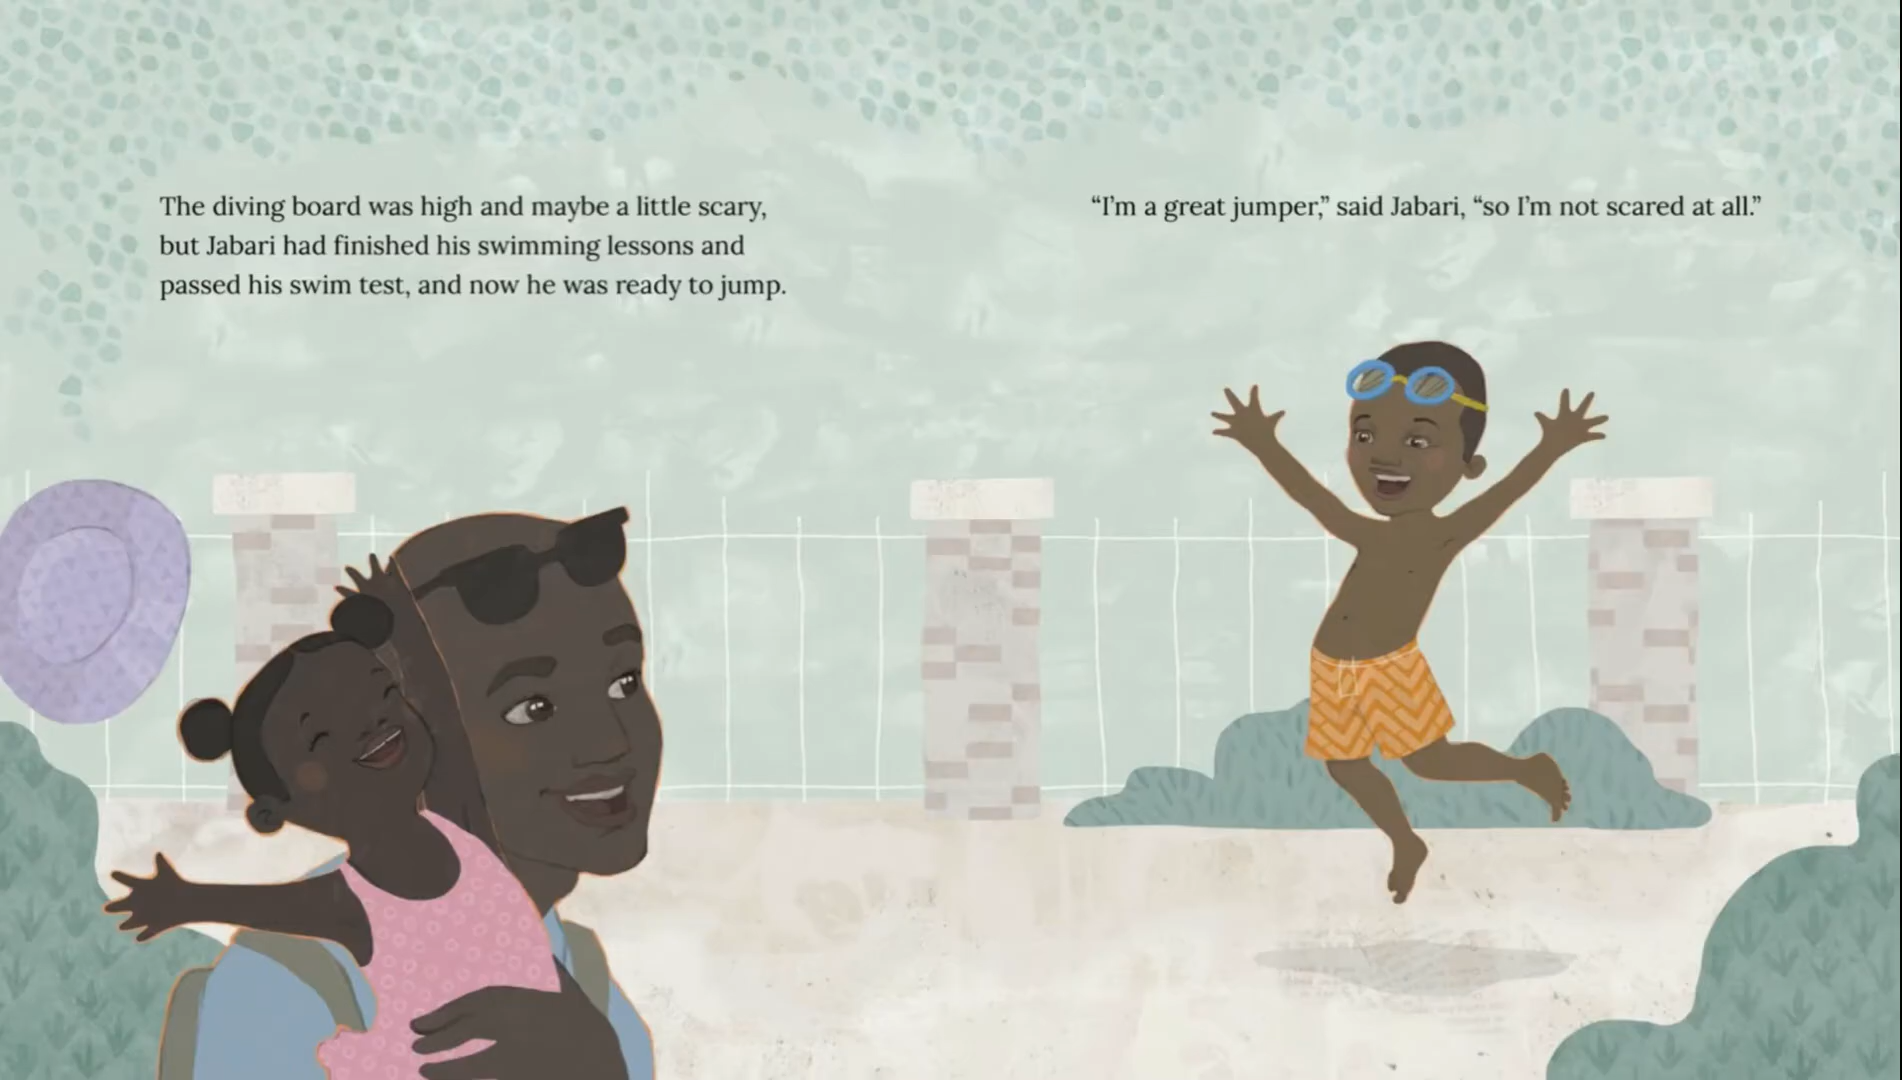 The diving board was high and maybe a little scary,
but Jabari had finished his swimming lessons and
passed his swim test, and now he was ready to jump.
“I’m a great jumper,” said Jabari, “so I’m not scared at all.”